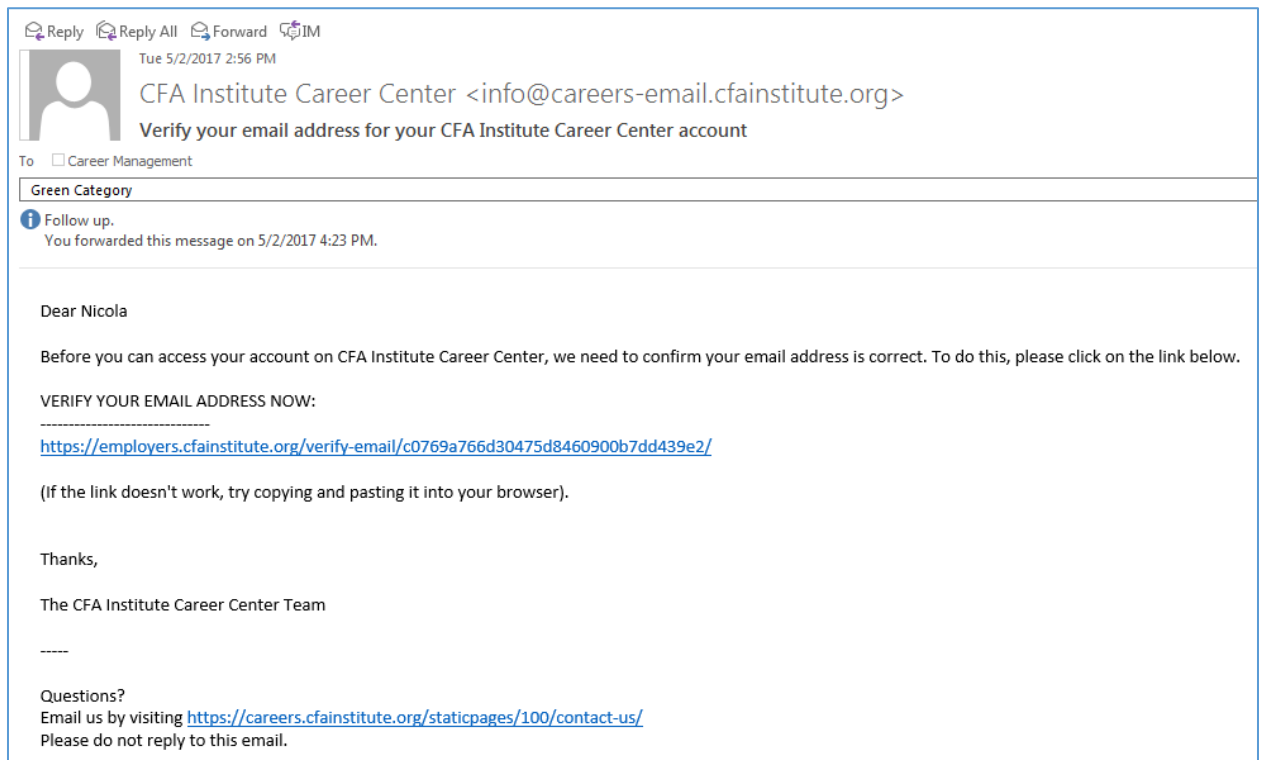 Reply Reply All Forward IM
Tue 5/2/2017 2:56 PM
CFA Institute Career Center <info@careers-email.cfainstitute.org>
Verify your email address for your CFA Institute Career Center account
To Career Management
Green Category
Follow up.
You forwarded this message on 5/2/2017 4:23 PM.
Dear Nicola
Before you can access your account on CFA Institute Career Center, we need to confirm your email address is correct. To do this, please click on the link below.
VERIFY YOUR EMAIL ADDRESS NOW:
------------------------------
https://employers.cfainstitute.org/verify-email/c0769a766d30475d8460900b7dd439e2/
(If the link doesn't work, try copying and pasting it into your browser).
Thanks,
The CFA Institute Career Center Team
-----
Questions?
Email us by visiting https://careers.cfainstitute.org/staticpages/100/contact-us/
Please do not reply to this email.